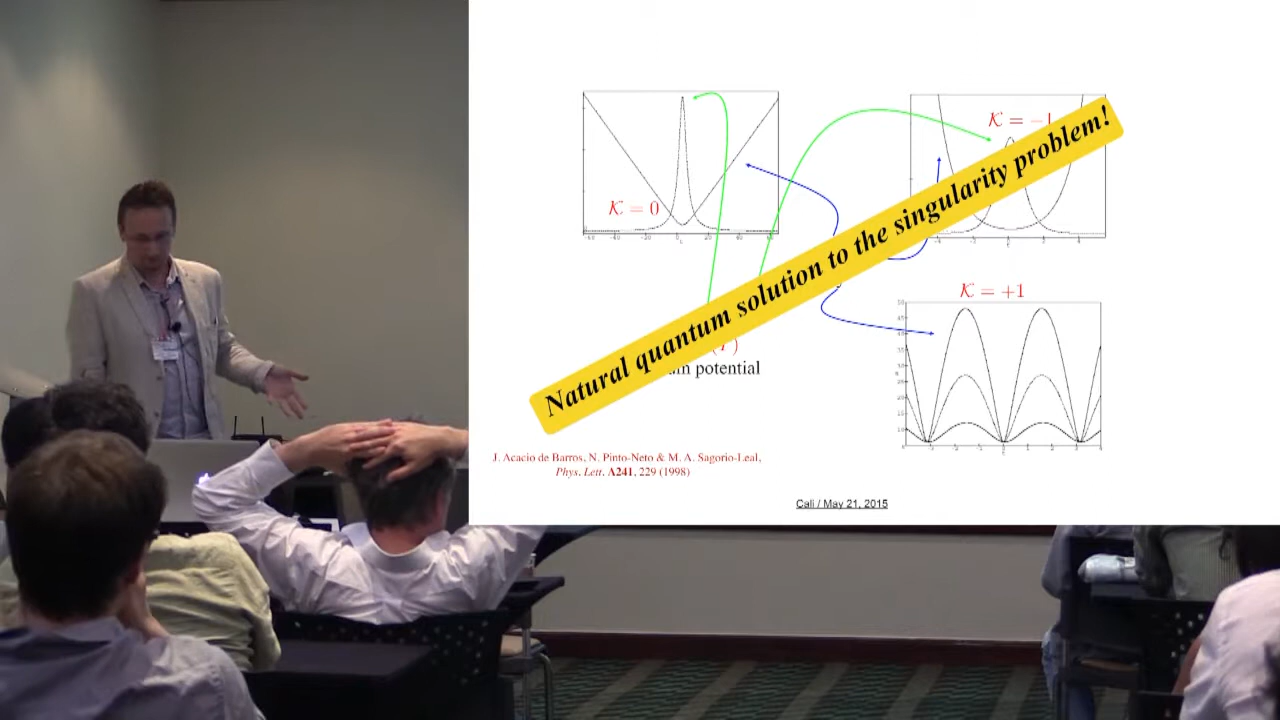 K = −1
K = 0
Natural quantum solution to the singularity problem!
K = +1
potential
J. Acacio de Barros, N. Pinto-Neto & M. A. Sagorio-Leal,
Phys. Lett. A241, 229 (1998)
Cali / May 21, 2015